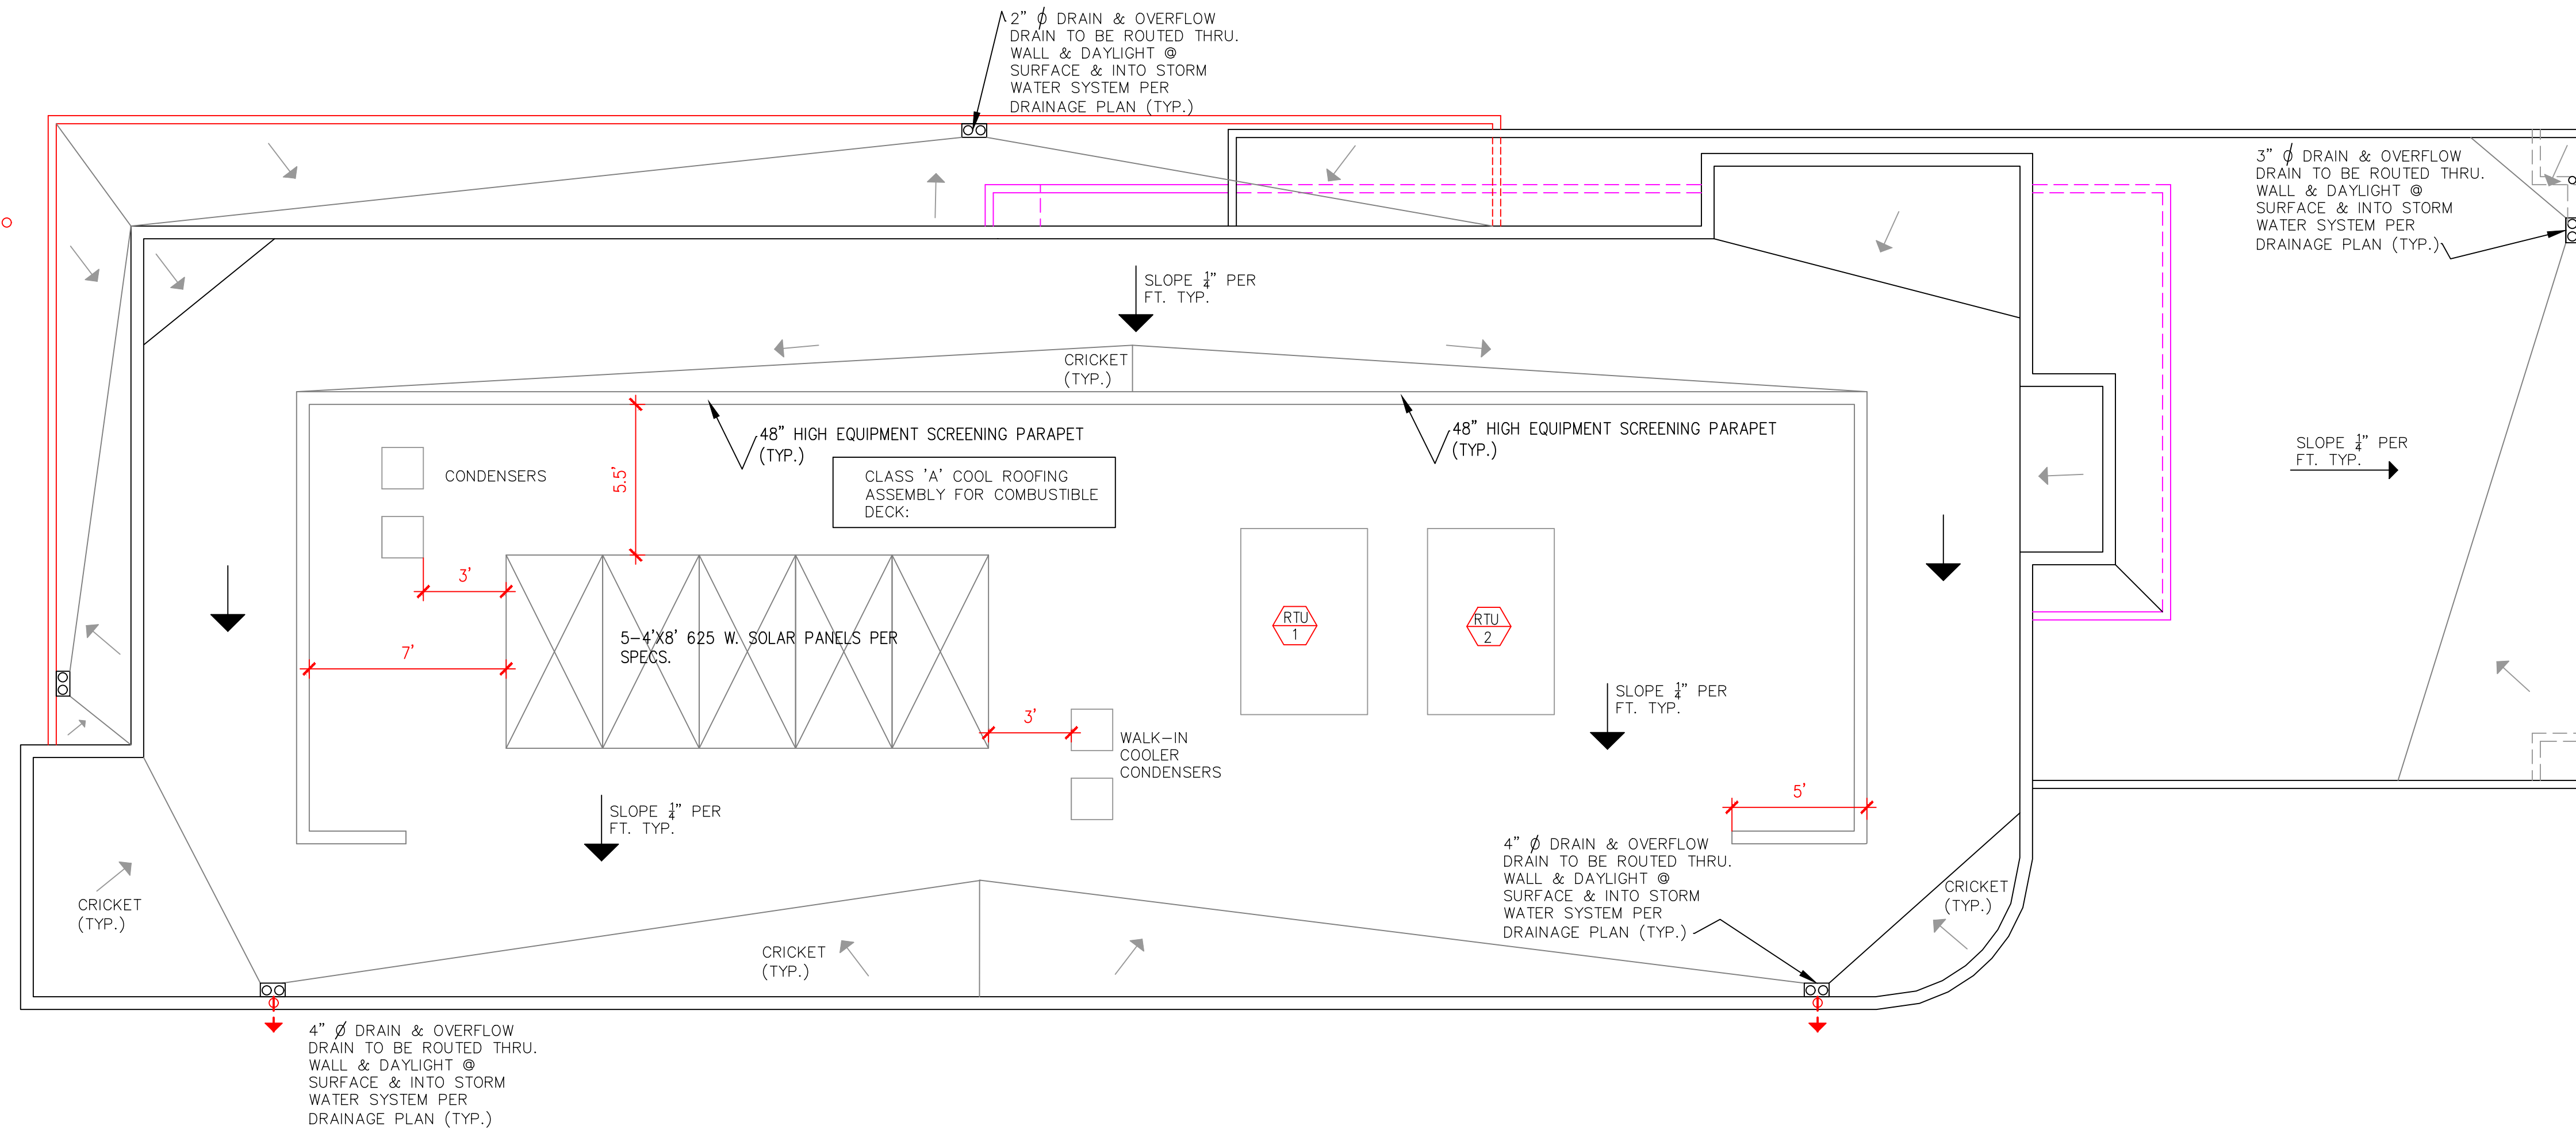 2" Ø DRAIN & OVERFLOW
DRAIN TO BE ROUTED THRU.
WALL & DAYLIGHT @
SURFACE & INTO STORM
WATER SYSTEM PER
DRAINAGE PLAN (TYP.)
3" Ø DRAIN & OVERFLOW
DRAIN TO BE ROUTED THRU.
WALL & DAYLIGHT @
SURFACE & INTO STORM
WATER SYSTEM PER
DRAINAGE PLAN (TYP.)
SLOPE 1/4" PER
FT. TYP.
CRICKET
(TYP.)
48" HIGH EQUIPMENT SCREENING PARAPET
(TYP.)
48" HIGH EQUIPMENT SCREENING PARAPET
(TYP.)
SLOPE 1/4" PER
FT. TYP.
CONDENSERS
5.5'
CLASS 'A' COOL ROOFING
ASSEMBLY FOR COMBUSTIBLE
DECK:
3'
7'
5-4'X8' 625 W. SOLAR PANELS PER
SPECS.
RTU
1
RTU
2
3'
WALK-IN
COOLER
CONDENSERS
SLOPE 1/4" PER
FT. TYP.
SLOPE 1/4" PER
FT. TYP.
5'
4" Ø DRAIN & OVERFLOW
DRAIN TO BE ROUTED THRU.
WALL & DAYLIGHT @
SURFACE & INTO STORM
WATER SYSTEM PER
DRAINAGE PLAN (TYP.)
CRICKET
(TYP.)
CRICKET
(TYP.)
CRICKET
(TYP.)
4" Ø DRAIN & OVERFLOW
DRAIN TO BE ROUTED THRU.
WALL & DAYLIGHT @
SURFACE & INTO STORM
WATER SYSTEM PER
DRAINAGE PLAN (TYP.)